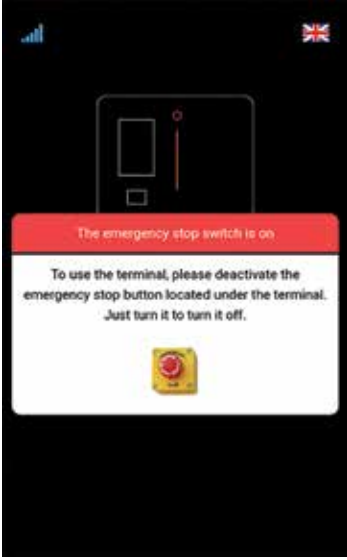 The emergency stop switch is on
To use the terminal, please deactivate the
emergency stop button located under the terminal.
Just turn it to turn it off.